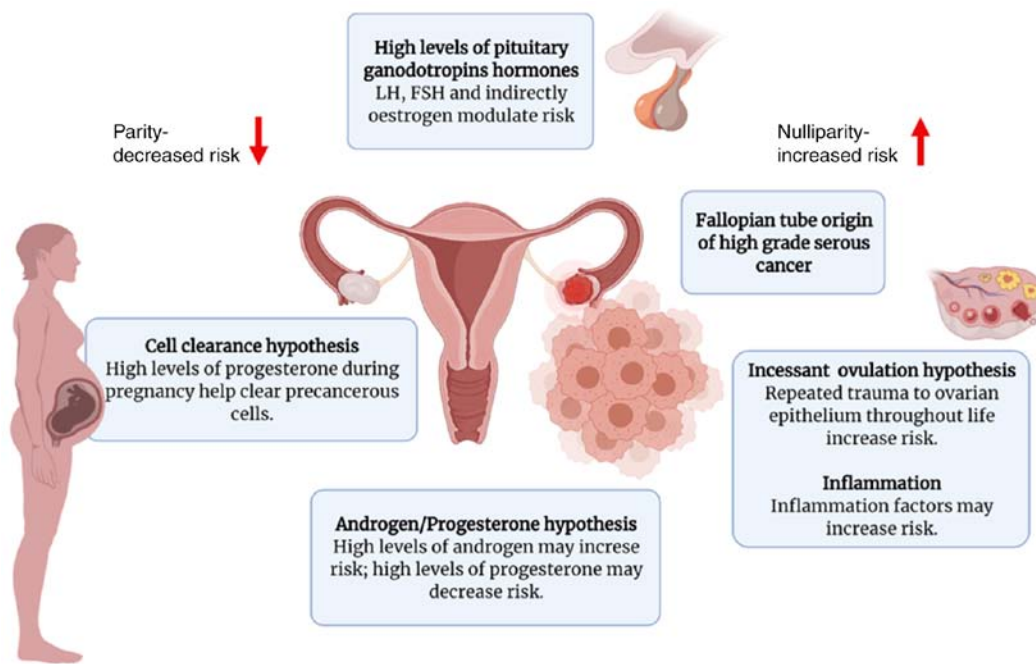 High levels of pituitary
ganodotropins hormones
LH, FSH and indirectly
oestrogen modulate risk
Parity-
decreased risk
Nulliparity-
increased risk
Fallopian tube origin
of high grade serous
cancer
Cell clearance hypothesis
High levels of progesterone during
pregnancy help clear precancerous
cells.
Incessant ovulation hypothesis
Repeated trauma to ovarian
epithelium throughout life
increase risk.
Inflammation
Inflammation factors may
increase risk.
Androgen/Progesterone hypothesis
High levels of androgen may increse
risk; high levels of progesterone may
decrease risk.